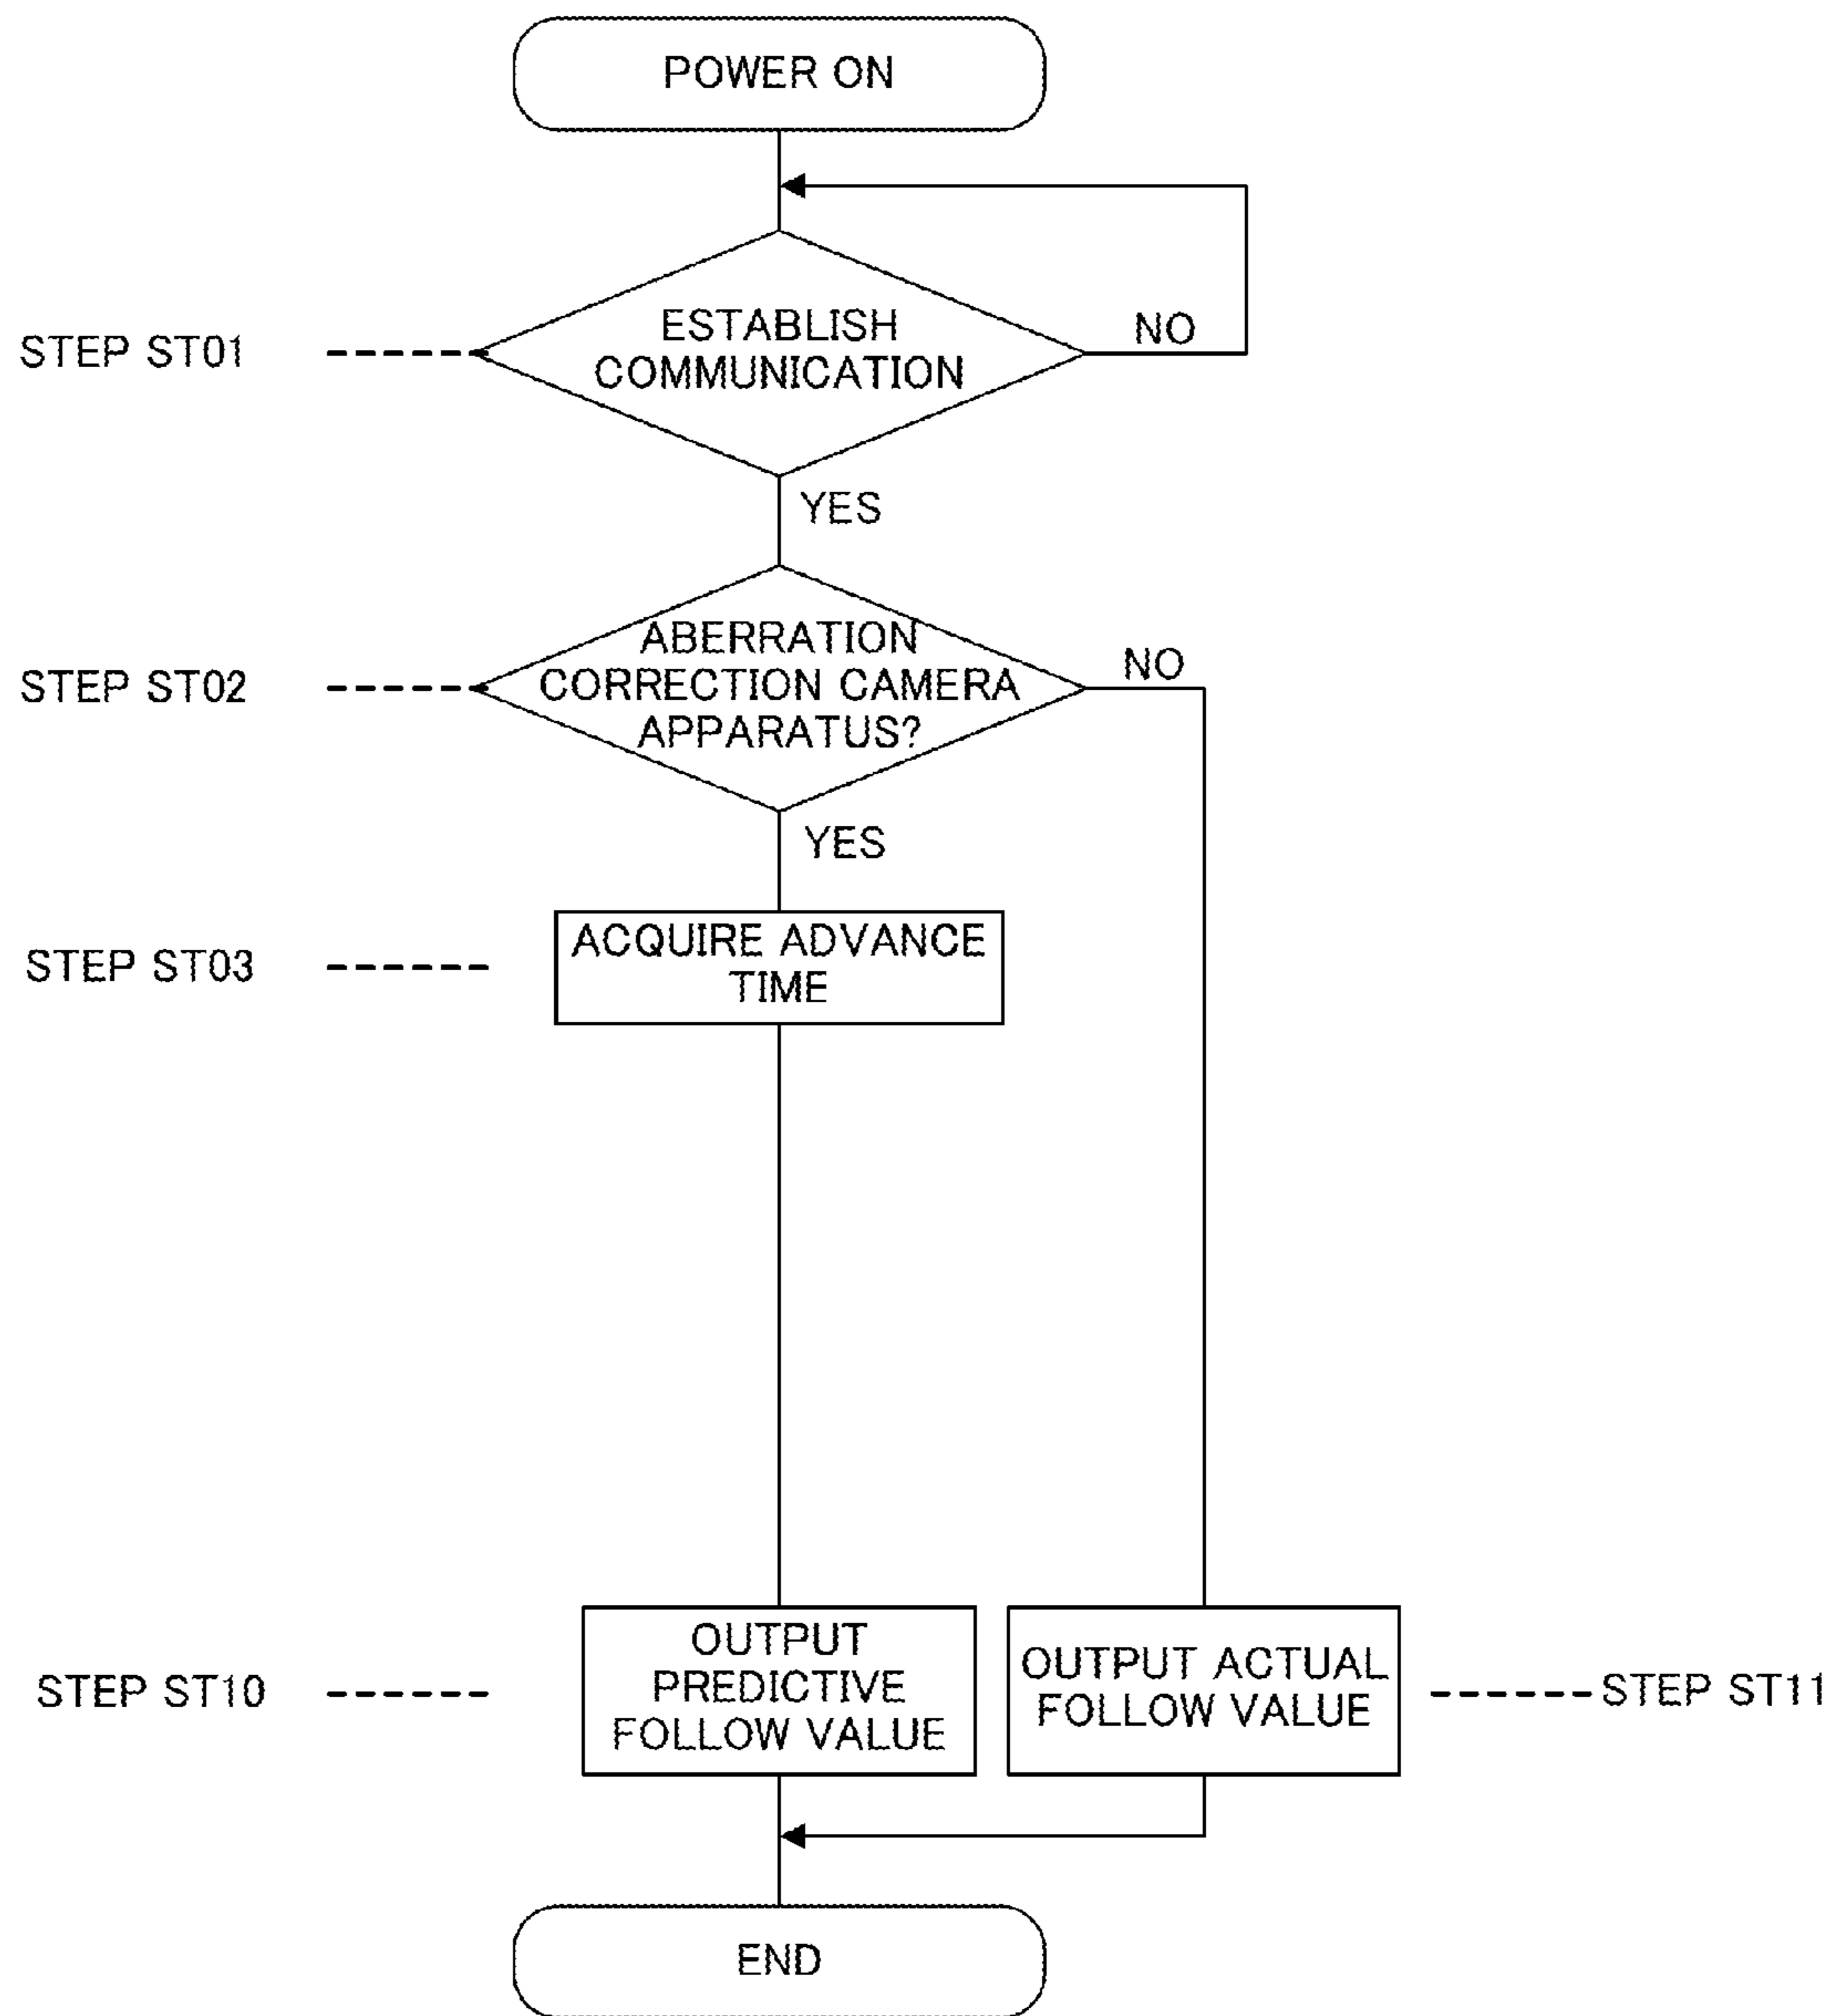 POWER ON
STEP ST01
ESTABLISH
COMMUNICATION
NO
YES
STEP ST02
ABERRATION
CORRECTION CAMERA
APPARATUS?
NO
YES
STEP ST03
ACQUIRE ADVANCE
TIME
STEP ST10
OUTPUT
PREDICTIVE
FOLLOW VALUE
OUTPUT ACTUAL
FOLLOW VALUE
STEP ST11
END